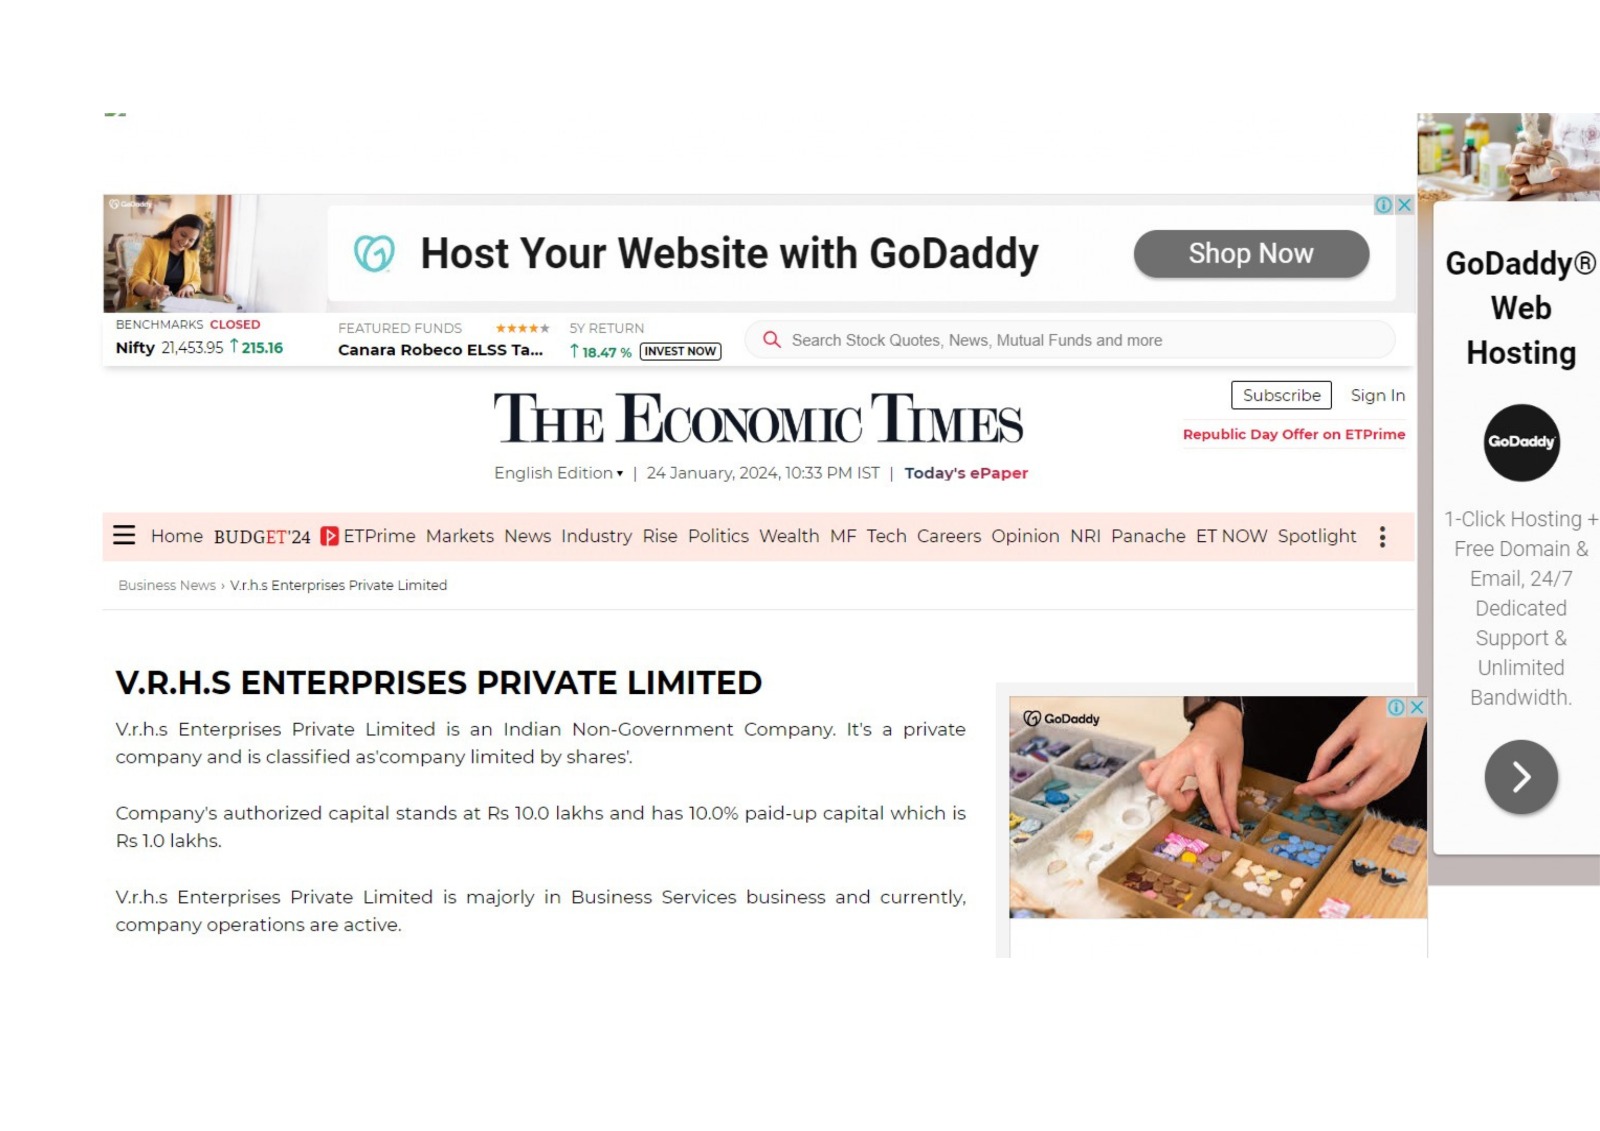 GoDaddy
Host Your Website with GoDaddy
Shop Now
BENCHMARKS CLOSED
Nifty 21,453.95 ↑ 215.16
FEATURED FUNDS ★★★★★
Canara Robeco ELSS Ta...
5Y RETURN
↑ 18.47 % INVEST NOW
Search Stock Quotes, News, Mutual Funds and more
THE ECONOMIC TIMES
English Edition ▾ | 24 January, 2024, 10:33 PM IST | Today's ePaper
Subscribe Sign In
Republic Day Offer on ETPrime
Home BUDGET'24 ETPrime Markets News Industry Rise Politics Wealth MF Tech Careers Opinion NRI Panache ET NOW Spotlight
Business News › V.r.h.s Enterprises Private Limited
V.R.H.S ENTERPRISES PRIVATE LIMITED
V.r.h.s Enterprises Private Limited is an Indian Non-Government Company. It's a private
company and is classified as'company limited by shares'.
Company's authorized capital stands at Rs 10.0 lakhs and has 10.0% paid-up capital which is
Rs 1.0 lakhs.
V.r.h.s Enterprises Private Limited is majorly in Business Services business and currently,
company operations are active.
GoDaddy
GoDaddy®
Web
Hosting
GoDaddy
1-Click Hosting +
Free Domain &
Email, 24/7
Dedicated
Support &
Unlimited
Bandwidth.